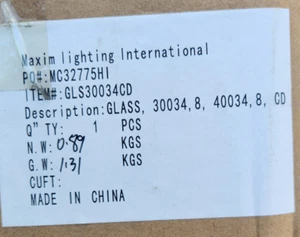 Maxim lighting International
PO#:MC32775HI
ITEM#:GLS30034CD
Description:GLASS, 30034,8, 40034,8, CD
Q'' TY: 1 PCS
N.W: 0.89 KGS
G.W: 1.31 KGS
CUFT:
MADE IN CHINA